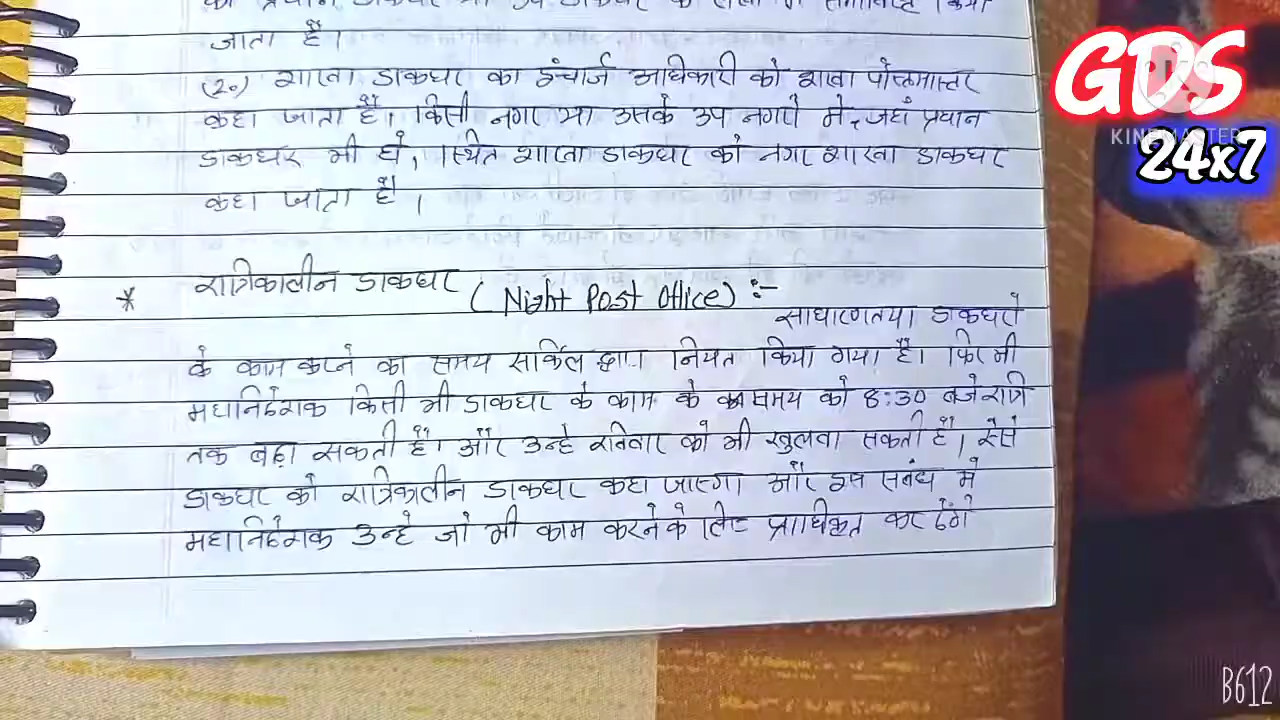 जाता है।
(20) शाखा डाकघर का इंचार्ज अधिकारी को शाखा पोस्टमास्टर
कहा जाता है। किसी नगर या उसके उप नगरो मे, जहां प्रधान
डाकघर भी हो, स्थित शाखा डाकघर को नगर शाखा डाकघर
कहा जाता है।
* रात्रिकालीन डाकघर (Night Post Office) :-
साधारणतया डाकघरो
के काम करने का समय सर्किल द्वारा नियत किया गया है। फिर भी
महानिदेशक किसी भी डाकघर के काम के समय को 8:30 बजे रात्रि
तक बढ़ा सकती है। और उन्हे रविवार को भी खुलवा सकती है। ऐसे
डाकघर को रात्रिकालीन डाकघर कहा जाएगा और इस सबंध मे
महानिदेशक उन्हे जो भी काम करने के लिए प्राधिकृत कर देंगे
GDS
KINEMASTER
24x7
B612